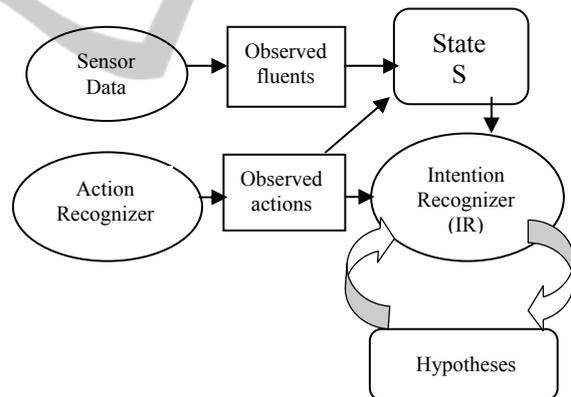 Sensor
Data
Observed
fluents
State
S
Action
Recognizer
Observed
actions
Intention
Recognizer
(IR)
Hypotheses